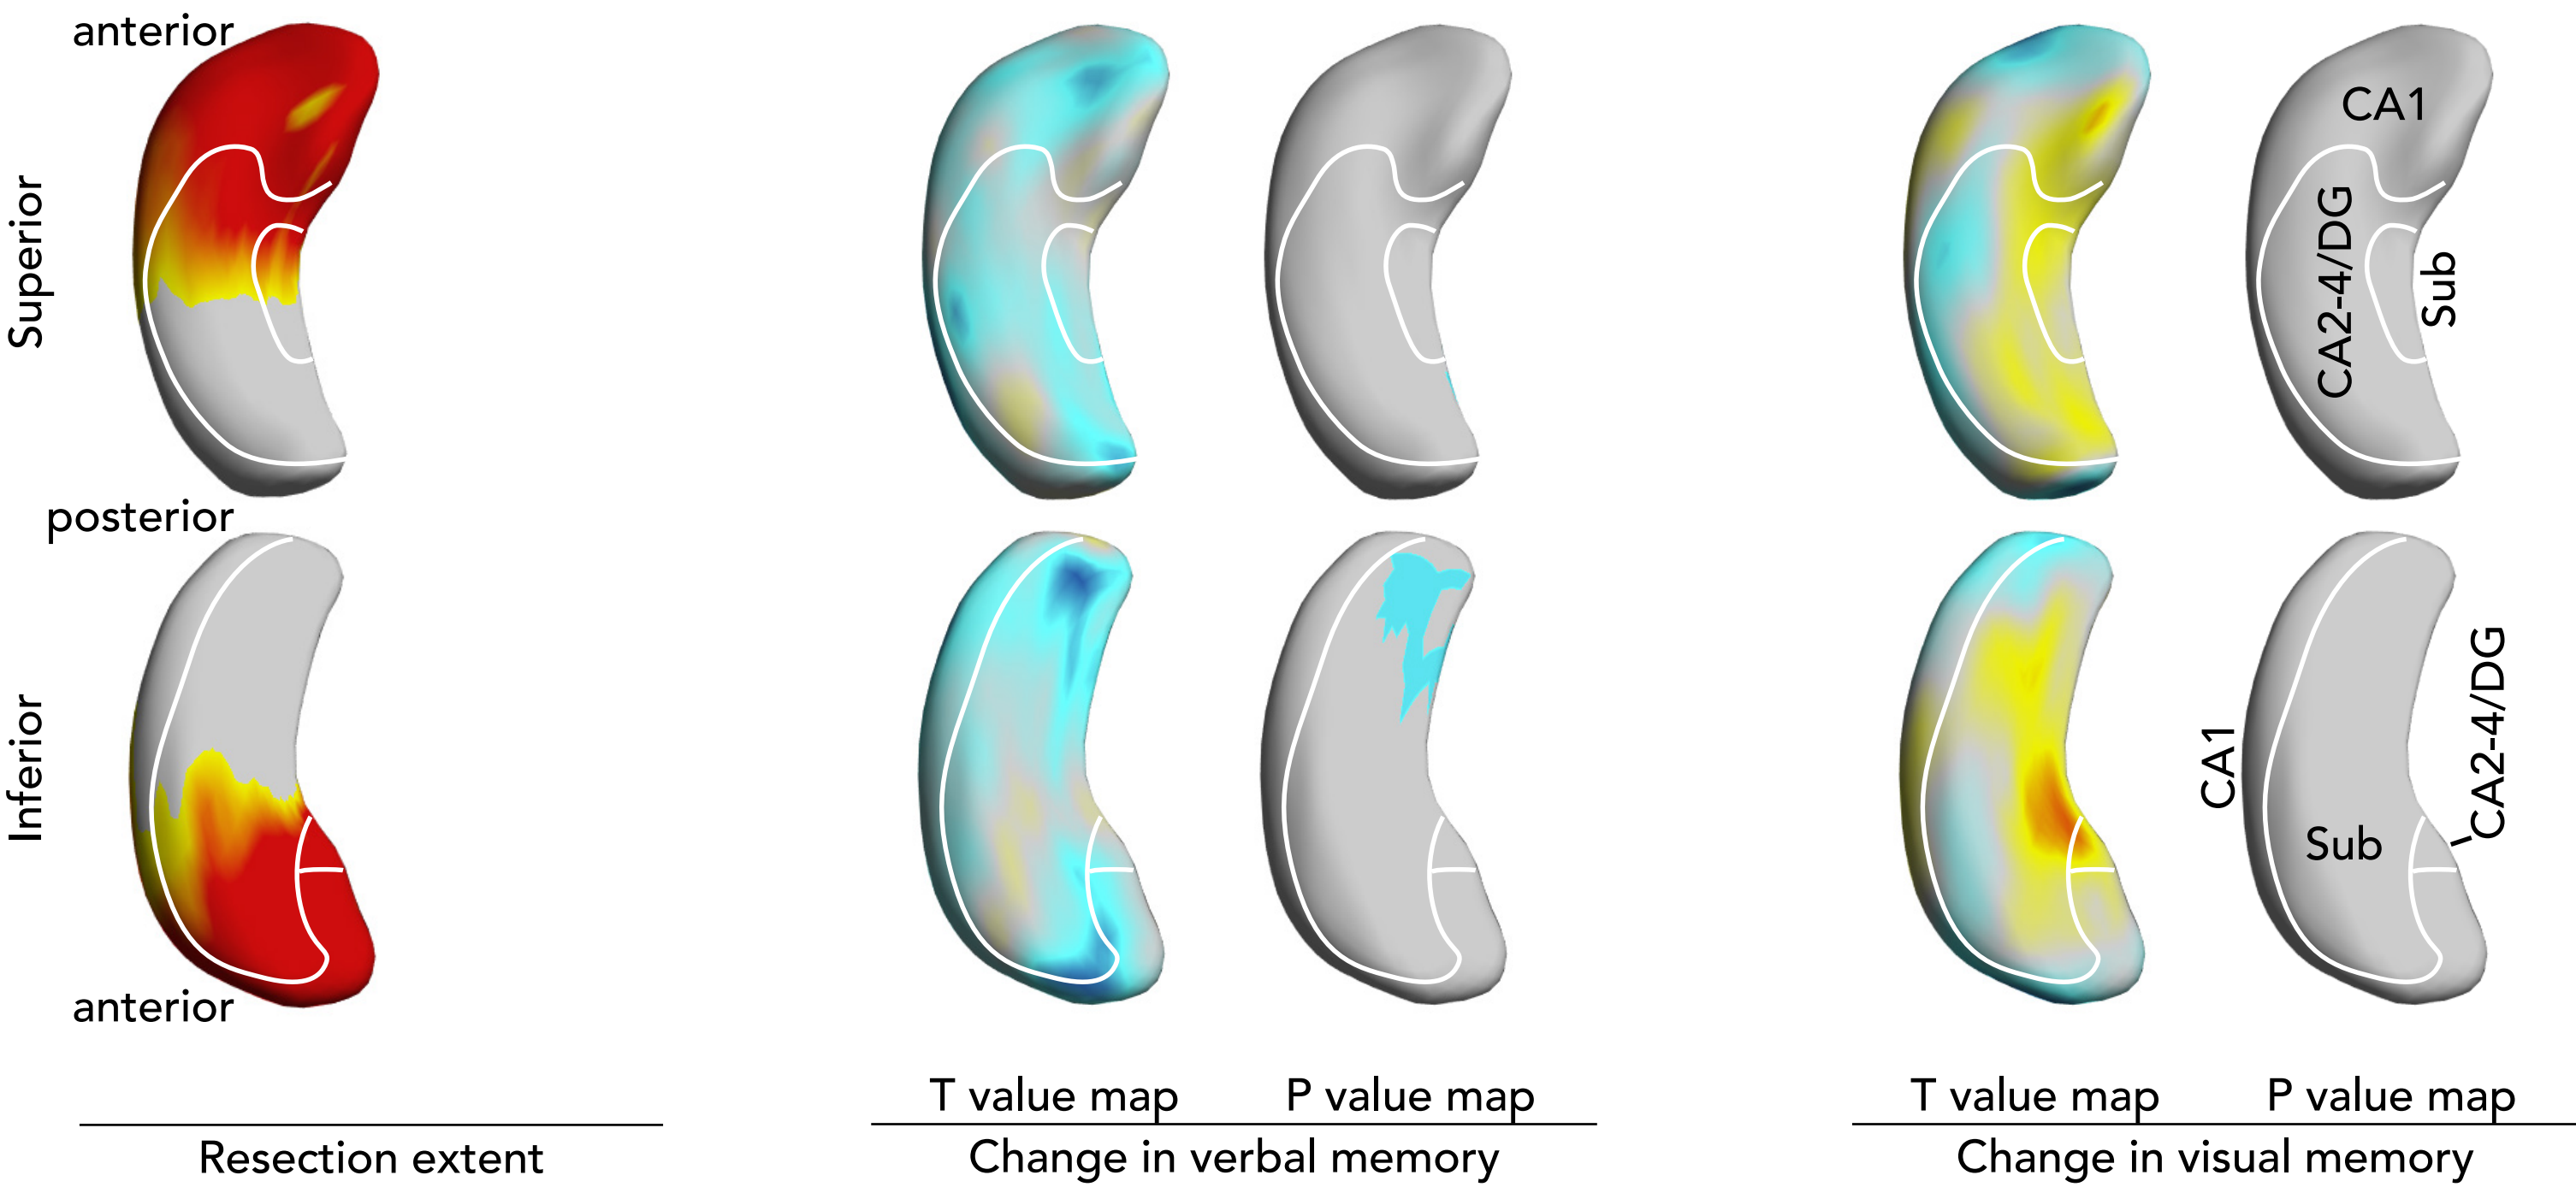 anterior
Superior
CA1
CA2-4/DG
Sub
posterior
Inferior
CA1
Sub
CA2-4/DG
anterior
T value map
P value map
T value map
P value map
Resection extent
Change in verbal memory
Change in visual memory